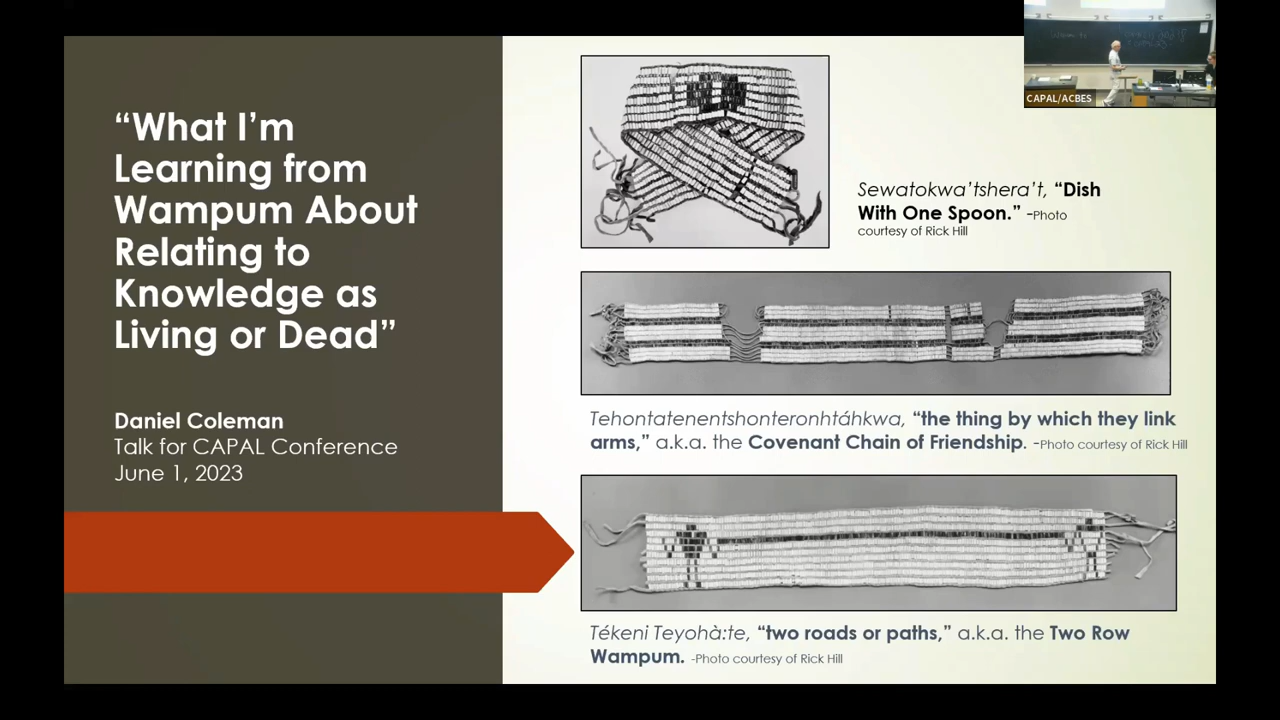 “What I’m
Learning from
Wampum About
Relating to
Knowledge as
Living or Dead”
Daniel Coleman
Talk for CAPAL Conference
June 1, 2023
Sewatokwa’tshera’t, “Dish
With One Spoon.” -Photo
courtesy of Rick Hill
Tehontatenentshonteronhtáhkwa, “the thing by which they link
arms,” a.k.a. the Covenant Chain of Friendship. -Photo courtesy of Rick Hill
Tékeni Teyohà:te, “two roads or paths,” a.k.a. the Two Row
Wampum. -Photo courtesy of Rick Hill
CAPAL/ACBES